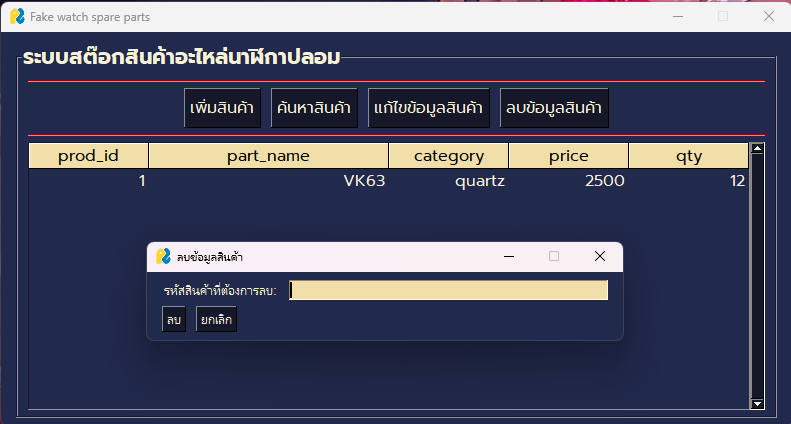 Fake watch spare parts
ระบบสต๊อกสินค้าอะไหล่นาฬิกาปลอม
เพิ่มสินค้า ค้นหาสินค้า แก้ไขข้อมูลสินค้า ลบข้อมูลสินค้า
prod_id part_name category price qty
1 VK63 quartz 2500 12
ลบข้อมูลสินค้า
รหัสสินค้าที่ต้องการลบ:
ลบ ยกเลิก